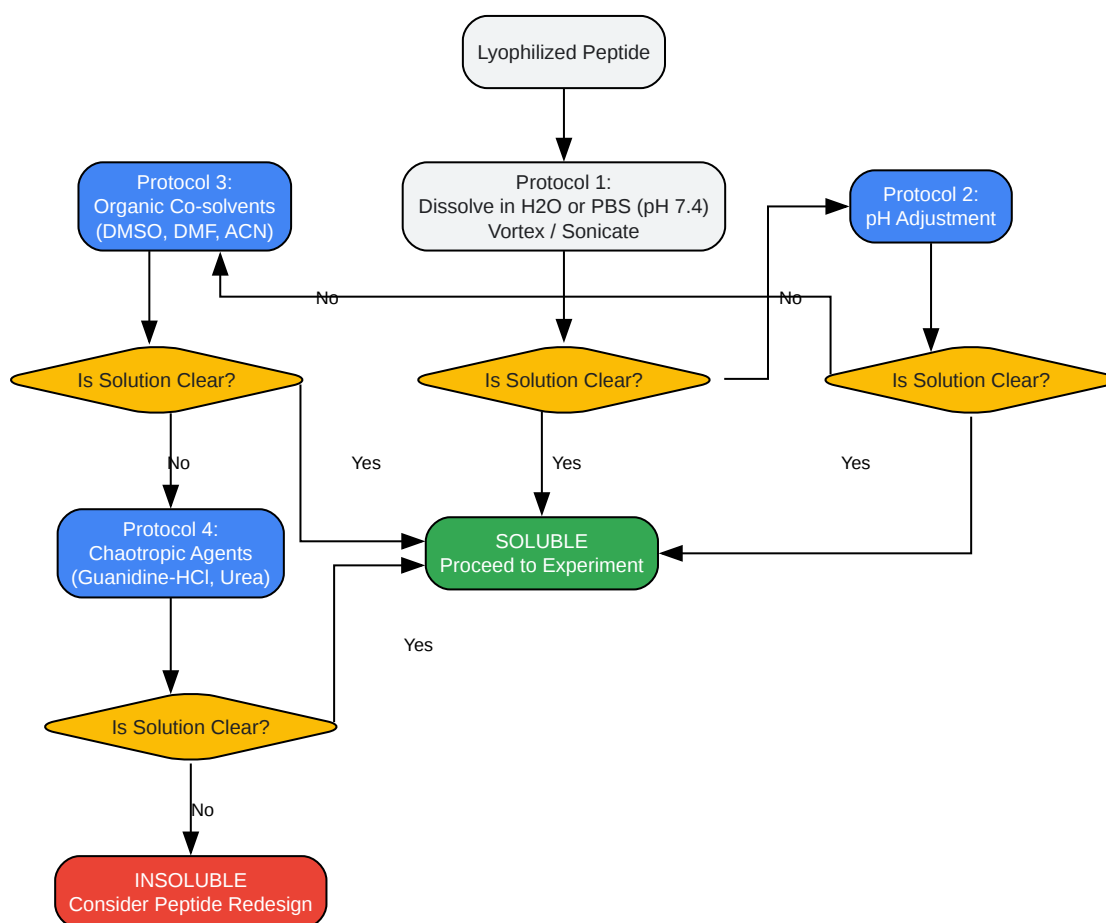 Lyophilized Peptide
Protocol 3:
Organic Co-solvents
(DMSO, DMF, ACN)
Protocol 1:
Dissolve in H2O or PBS (pH 7.4)
Vortex / Sonicate
Protocol 2:
pH Adjustment
No
No
Is Solution Clear?
Is Solution Clear?
Is Solution Clear?
No
Yes
Yes
Yes
Protocol 4:
Chaotropic Agents
(Guanidine-HCl, Urea)
SOLUBLE
Proceed to Experiment
Yes
Is Solution Clear?
No
INSOLUBLE
Consider Peptide Redesign